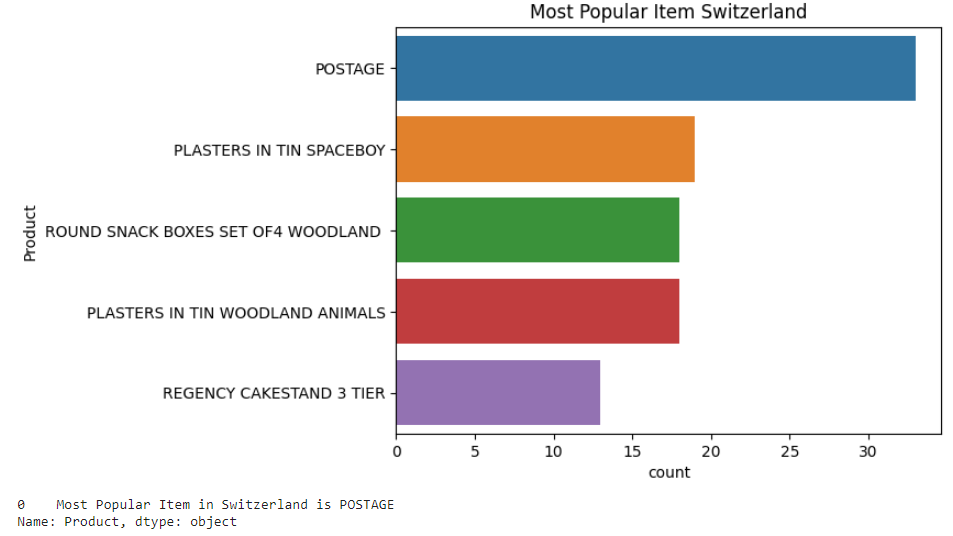 Most Popular Item Switzerland
POSTAGE
PLASTERS IN TIN SPACEBOY
ROUND SNACK BOXES SET OF4 WOODLAND
PLASTERS IN TIN WOODLAND ANIMALS
REGENCY CAKESTAND 3 TIER
Product
0 5 10 15 20 25 30
count
0    Most Popular Item in Switzerland is POSTAGE
Name: Product, dtype: object